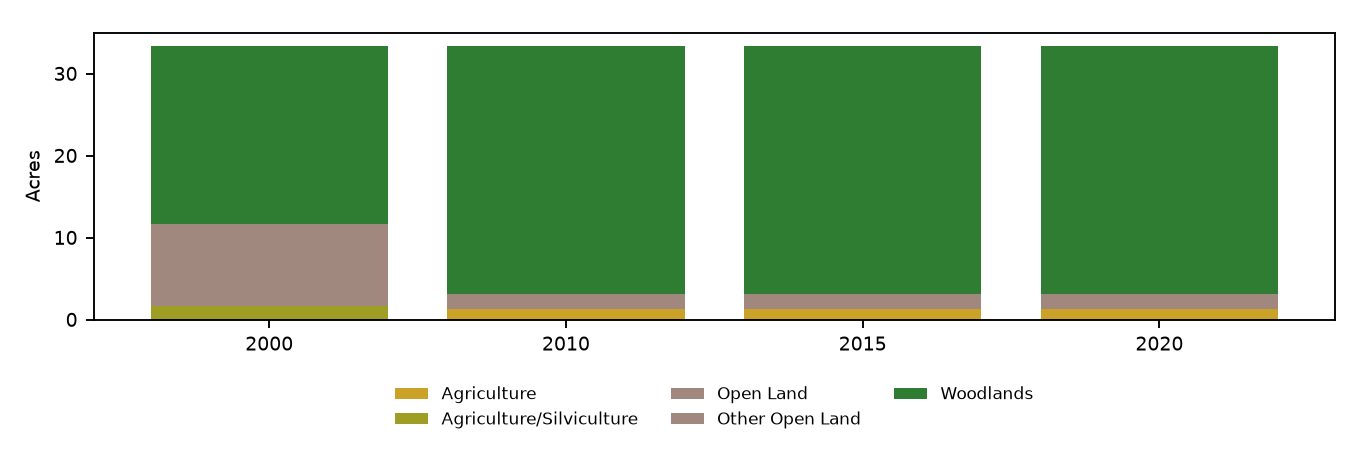 30
20
10
0
Acres
2000 2010 2015 2020
Agriculture Open Land Woodlands
Agriculture/Silviculture Other Open Land